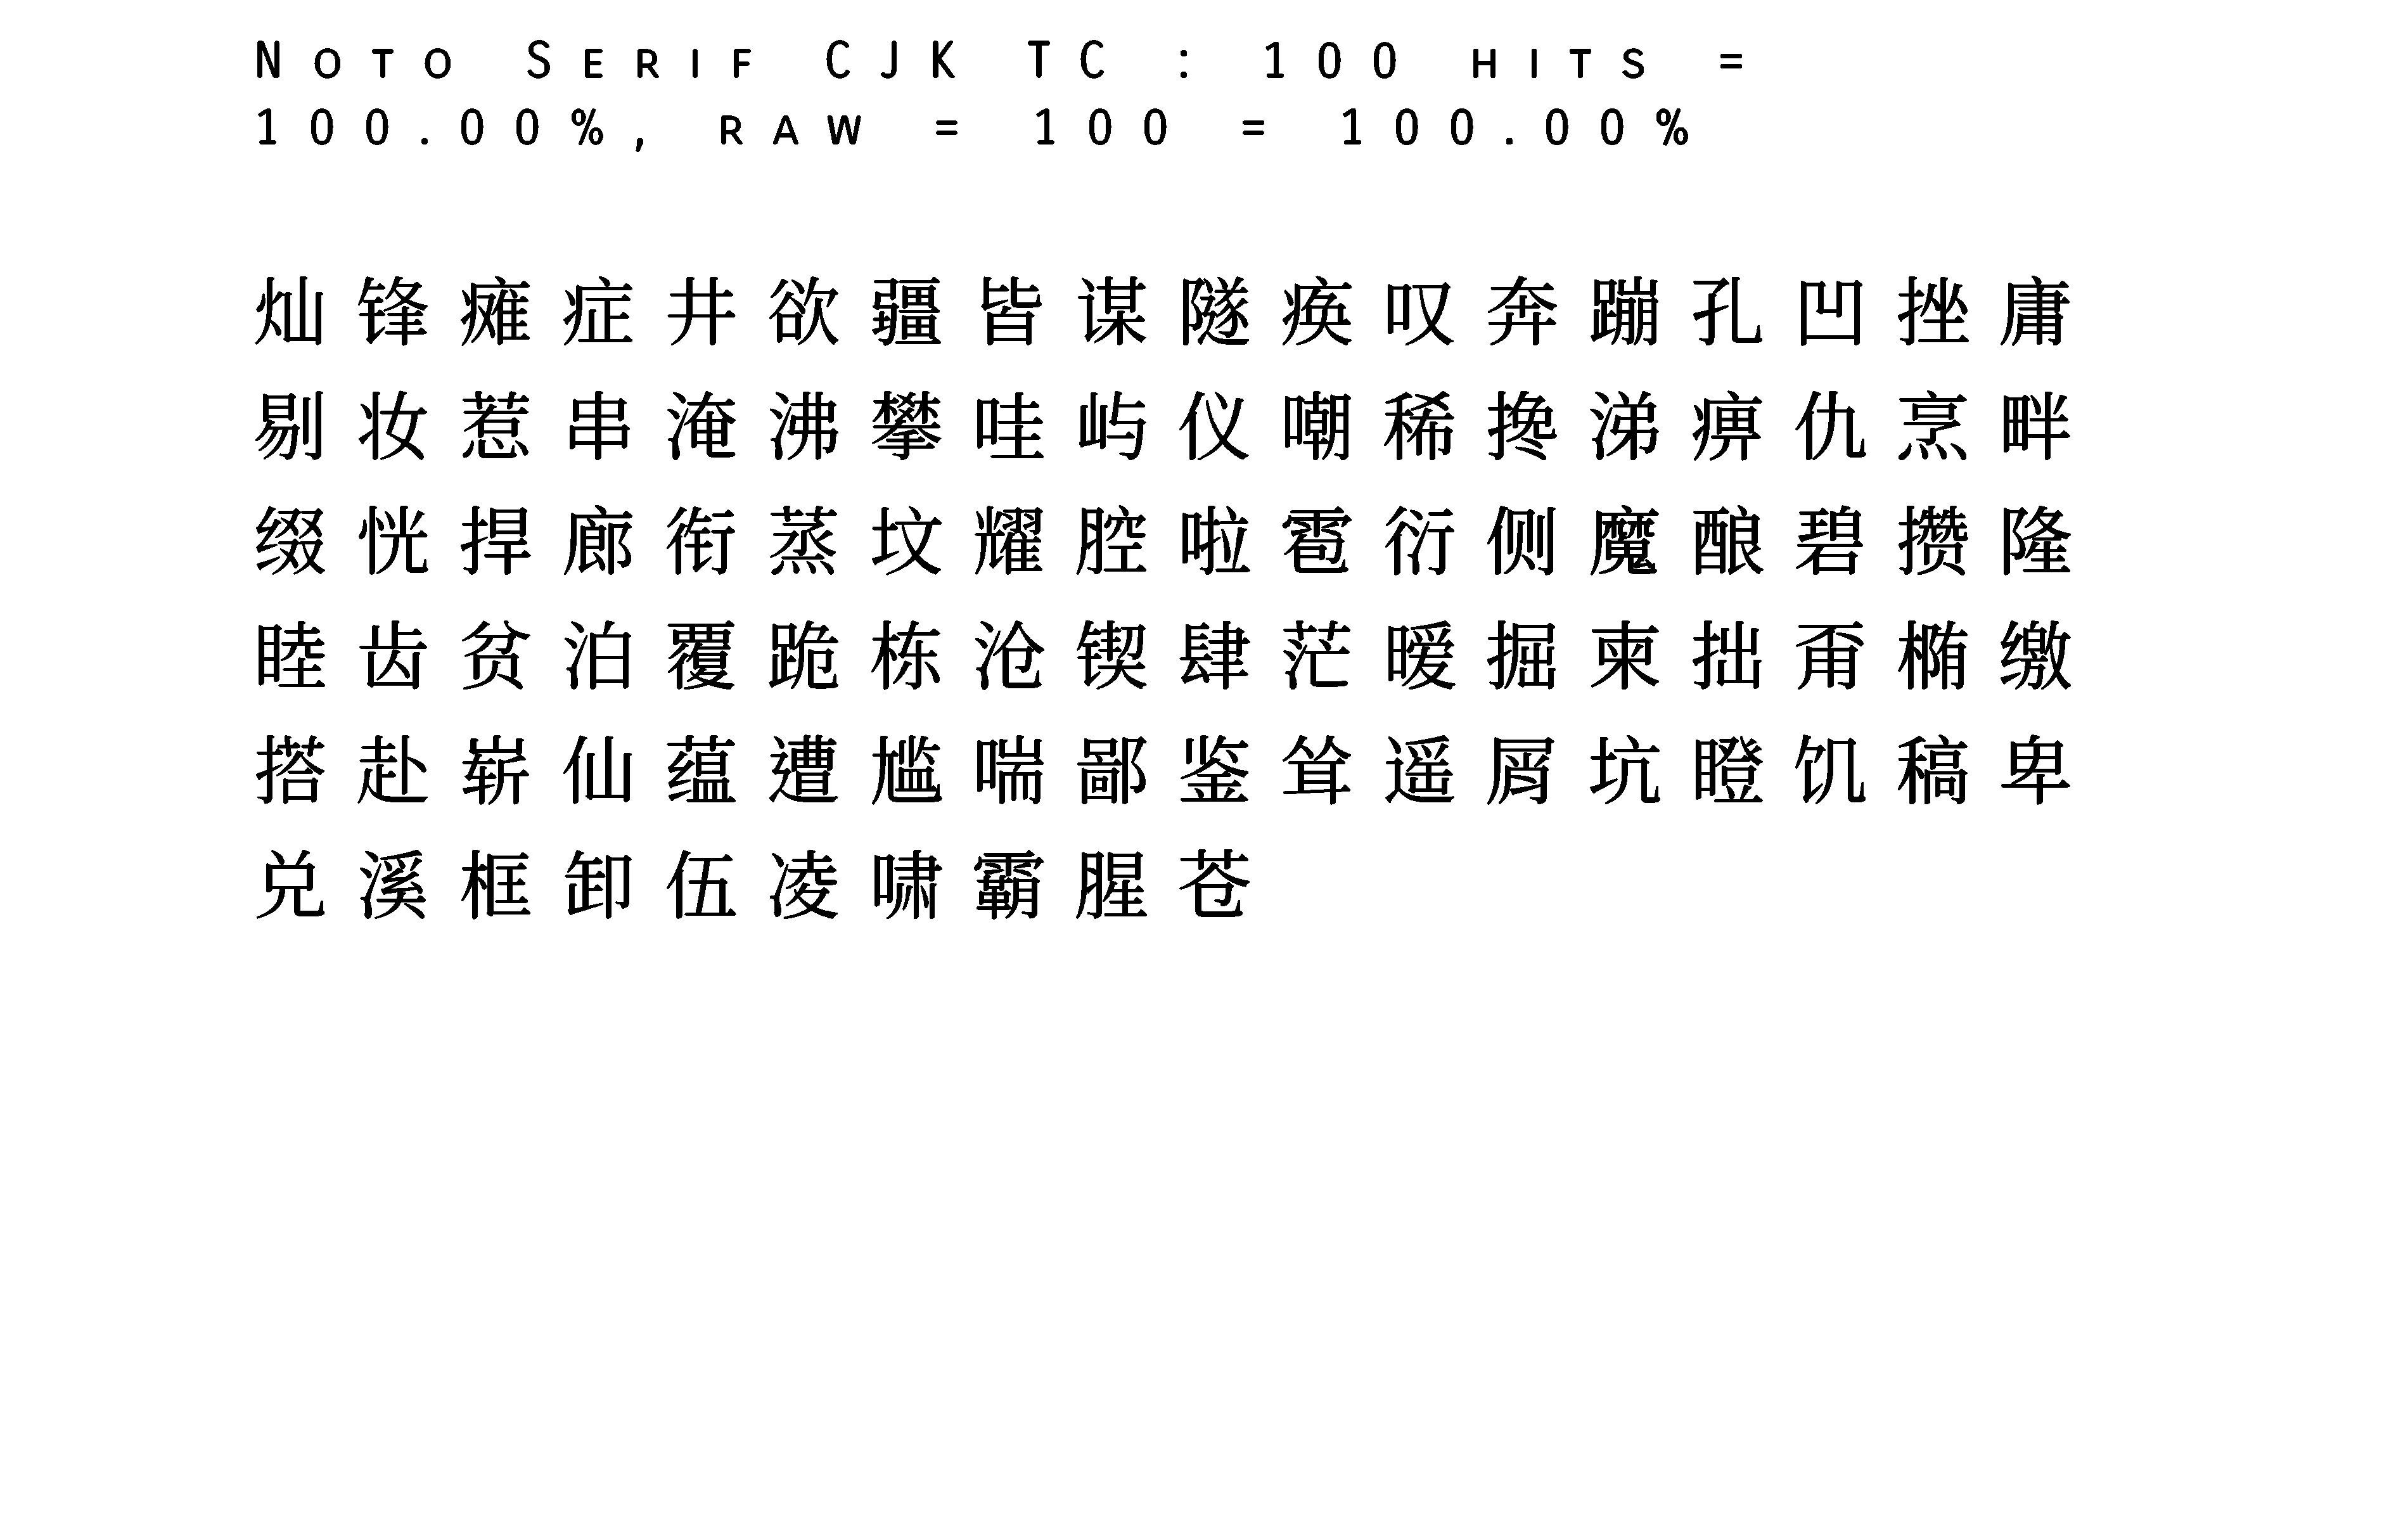 Noto Serif CJK TC : 100 hits =
100.00%, raw = 100 = 100.00%
灿锋瘫症井欲疆皆谋隧痪叹奔蹦孔凹挫庸
剔妆惹串淹沸攀哇屿仪嘲稀搀涕痹仇烹畔
缀恍捍廊衔蒸坟耀腔啦雹衍侧魔酿碧攒隆
睦齿贫泊覆跪栋沧锲肆茫暧掘柬拙甭椭缴
搭赴崭仙蕴遭尴喘鄙鉴耸遥屑坑瞪饥稿卑
兑溪框卸伍凌啸霸腥苍